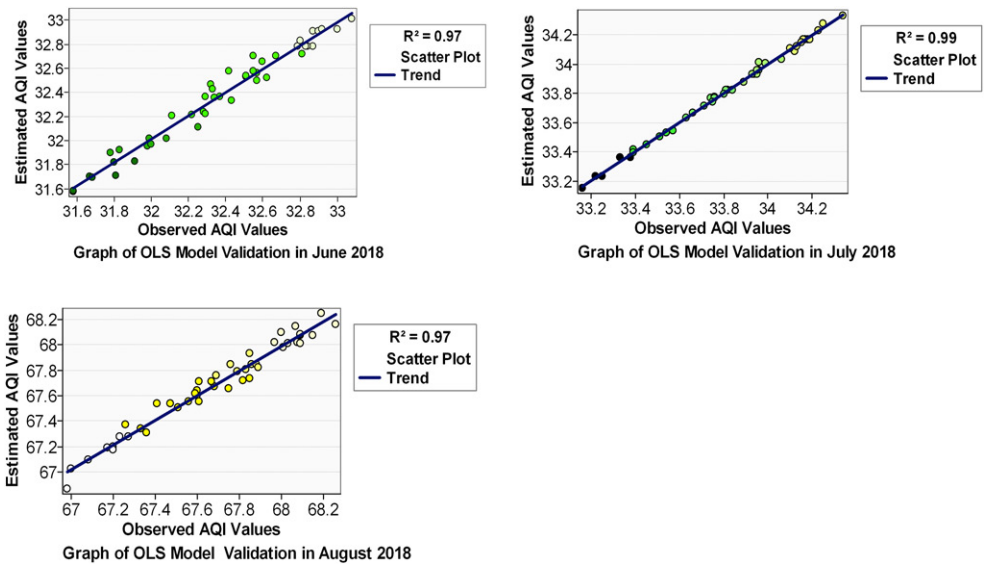 Estimated AQI Values
33
32.8
32.6
32.4
32.2
32
31.8
31.6
31.6 31.8 32 32.2 32.4 32.6 32.8 33
Observed AQI Values
Graph of OLS Model Validation in June 2018
R² = 0.97
Scatter Plot
Trend
Estimated AQI Values
34.2
34
33.8
33.6
33.4
33.2
33.2 33.4 33.6 33.8 34 34.2
Observed AQI Values
Graph of OLS Model Validation in July 2018
R² = 0.99
Scatter Plot
Trend
Estimated AQI Values
68.2
68
67.8
67.6
67.4
67.2
67
67 67.2 67.4 67.6 67.8 68 68.2
Observed AQI Values
Graph of OLS Model Validation in August 2018
R² = 0.97
Scatter Plot
Trend